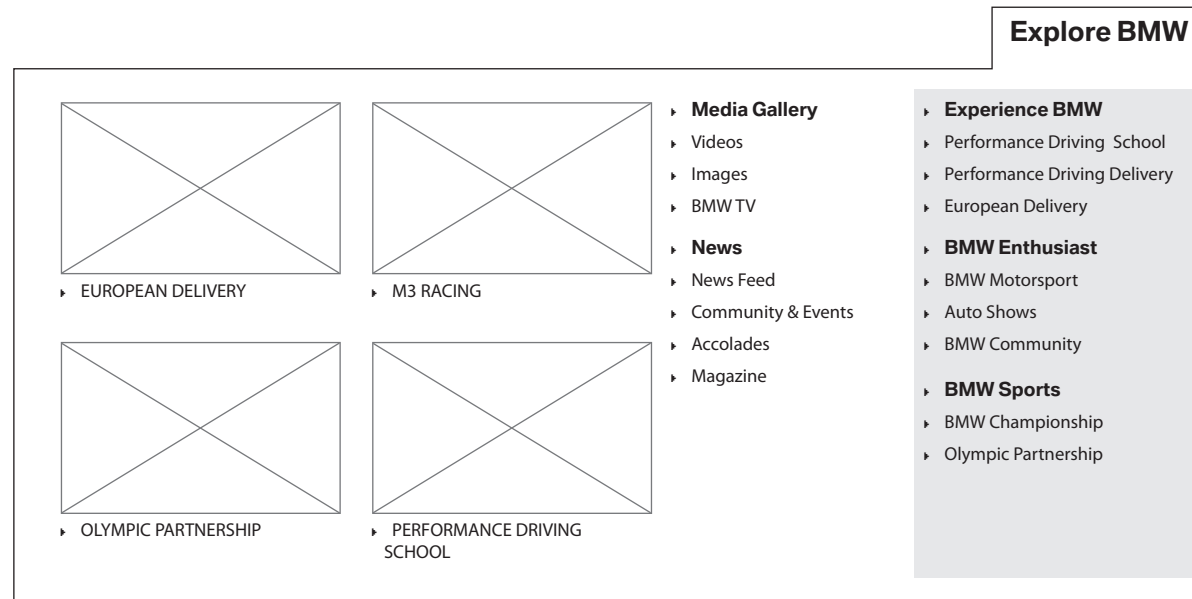 Explore BMW
EUROPEAN DELIVERY
M3 RACING
OLYMPIC PARTNERSHIP
PERFORMANCE DRIVING
SCHOOL
Media Gallery
Videos
Images
BMW TV
News
News Feed
Community & Events
Accolades
Magazine
Experience BMW
Performance Driving School
Performance Driving Delivery
European Delivery
BMW Enthusiast
BMW Motorsport
Auto Shows
BMW Community
BMW Sports
BMW Championship
Olympic Partnership